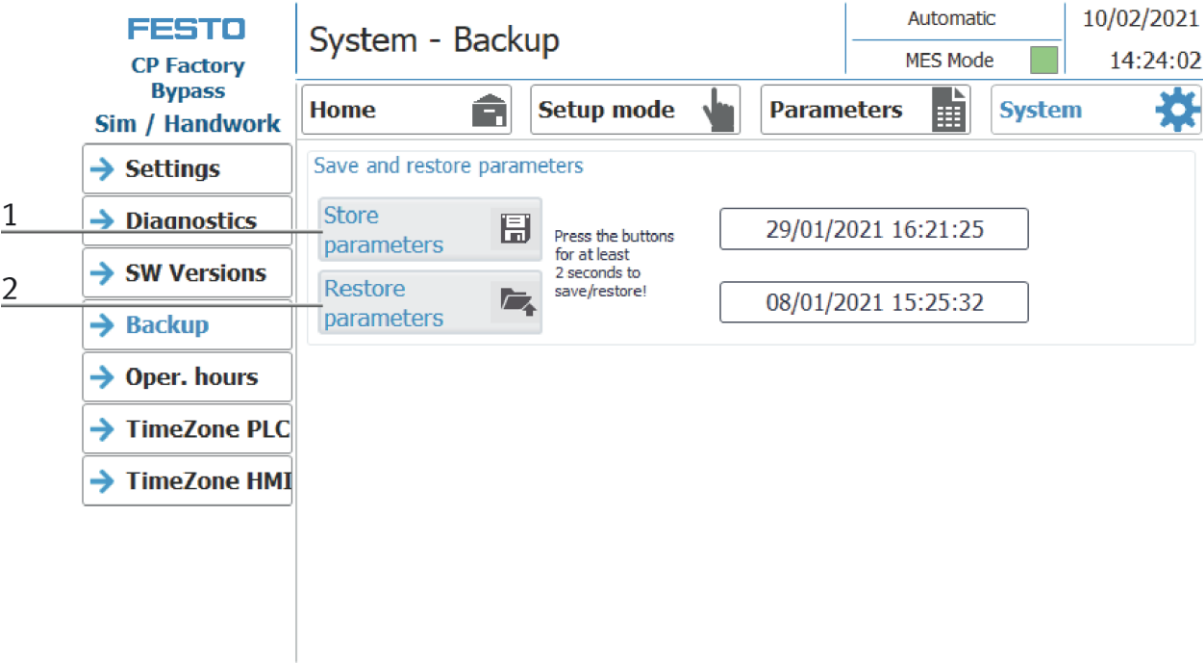 FESTO
CP Factory
Bypass
Sim / Handwork
System - Backup
Automatic
MES Mode
10/02/2021
14:24:02
Home
Setup mode
Parameters
System
Settings
Diagnostics
SW Versions
Backup
Oper. hours
TimeZone PLC
TimeZone HMI
1
2
Save and restore parameters
Store
parameters
Restore
parameters
Press the buttons
for at least
2 seconds to
save/restore!
29/01/2021 16:21:25
08/01/2021 15:25:32